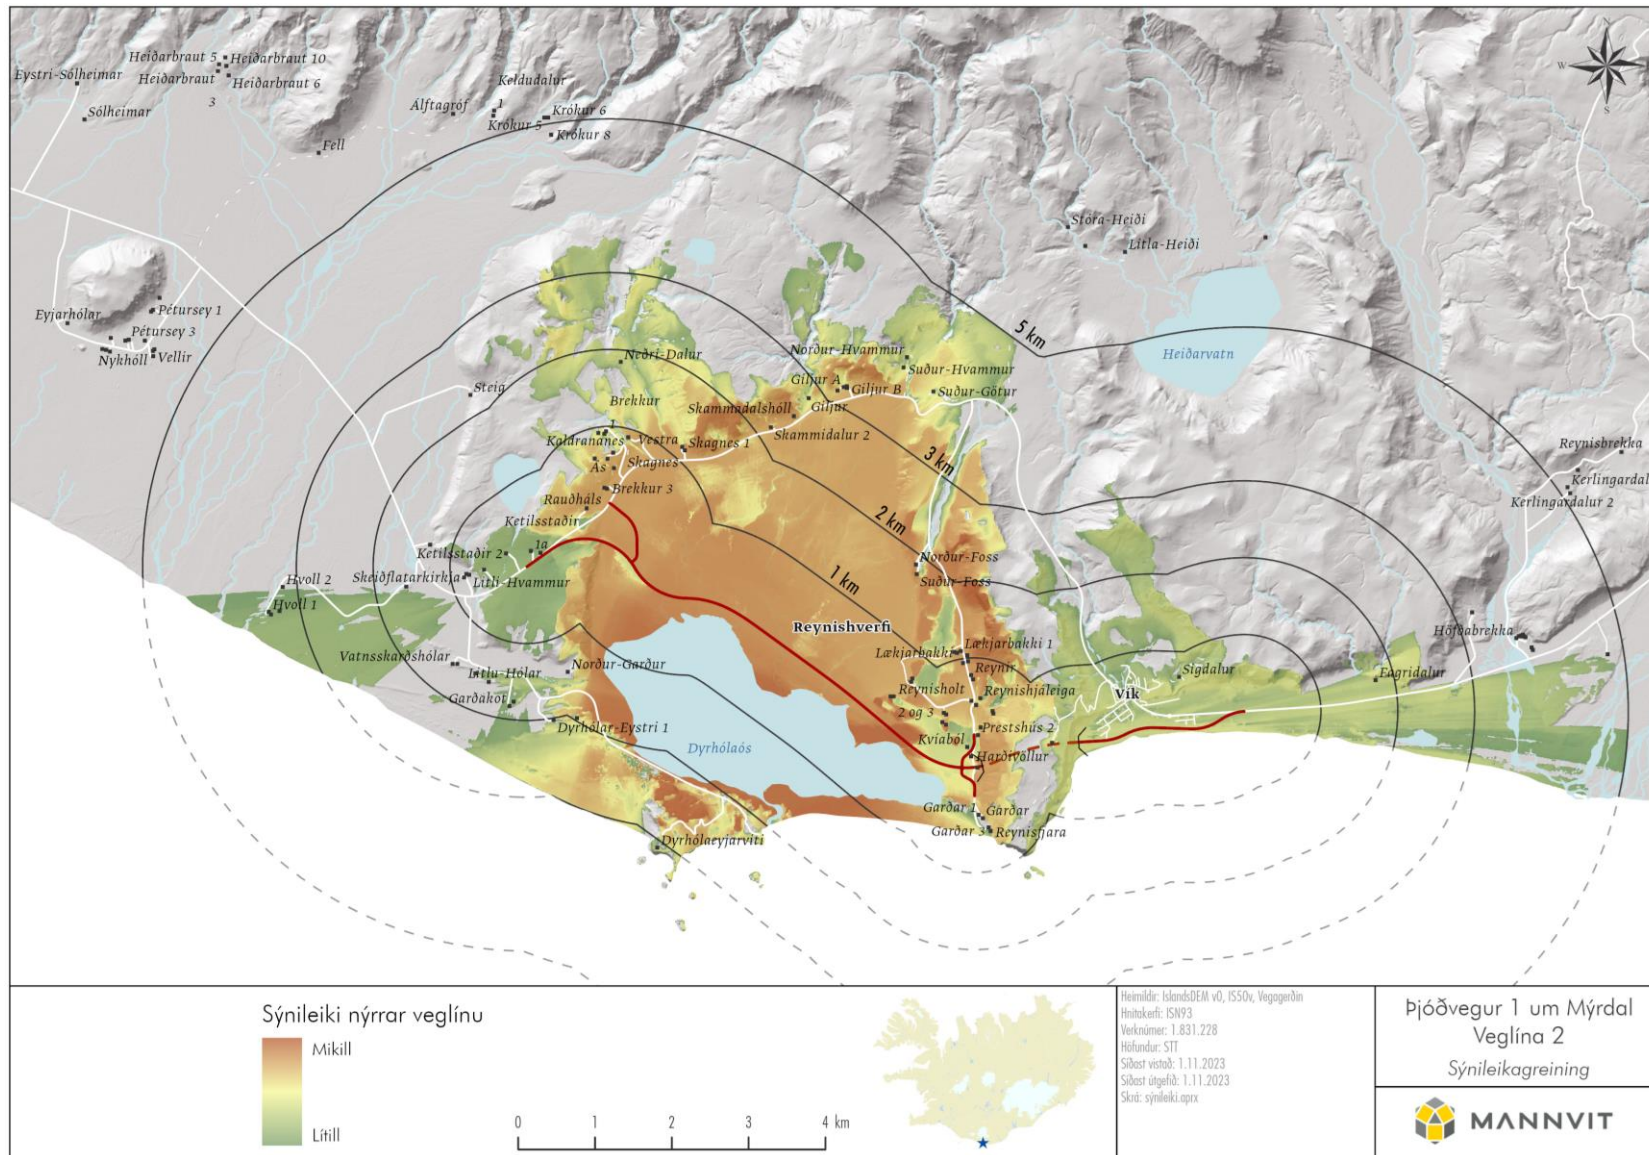 Heiðarbraut 5
Heiðarbraut 10
Eystri-Sólheimar
Heiðarbraut
3
Heiðarbraut 6
Sólheimar
Keldudalur
1
Álftagróf
Krókur 5
Krókur 6
Krókur 8
Fell
N
W
E
S
Stóra-Heiði
Litla-Heiði
Heiðarvatn
5 km
Eyjarhólar
Pétursey 1
Pétursey 3
Nykhóll
Vellir
Steig
Neðri-Dalur
Norður-Hvammur
Suður-Hvammur
Giljur A
Giljur B
Giljur
Suður-Götur
Brekkur
1
Skammadalshóll
Skammidalur 2
Kaldrananes
Vestra
Skagnes 1
Skagnes
Ás
Brekkur 3
Rauðháls
Ketilsstaðir
1a
Ketilsstaðir 2
Skeiðflatarkirkja
Litli-Hvammur
Hvoll 2
Hvoll 1
3 km
2 km
1 km
Reynisbrekka
Kerlingardal
Kerlingardalur 2
Norður-Foss
Suður-Foss
Reynishverfi
Lækjarbakki 1
Lækjarbakki
Reynir
Reynisholt
Reynishjáleiga
2 og 3
Prestshús 2
Kvíaból
Harðivöllur
Garðar 1
Garðar
Garðar 3
Reynisfjara
Vatnsskarðshólar
Litlu-Hólar
Norður-Garður
Garðakot
Dyrhólar-Eystri 1
Dyrhólaós
Dyrhólaeyjarviti
Vík
Sigdalur
Fagridalur
Höfðabrekka
Sýnileiki nýrrar veglínu
Mikill
Lítill
0 1 2 3 4 km
Heimildir: IslandsDEM v0, IS50v, Vegagerðin
Hnitakerfi: ISN93
Verknúmer: 1.831.228
Höfundur: STT
Síðast vistað: 1.11.2023
Síðast útgefið: 1.11.2023
Skrá: sýnileiki.aprx
Þjóðvegur 1 um Mýrdal
Veglína 2
Sýnileikagreining
MANNVIT